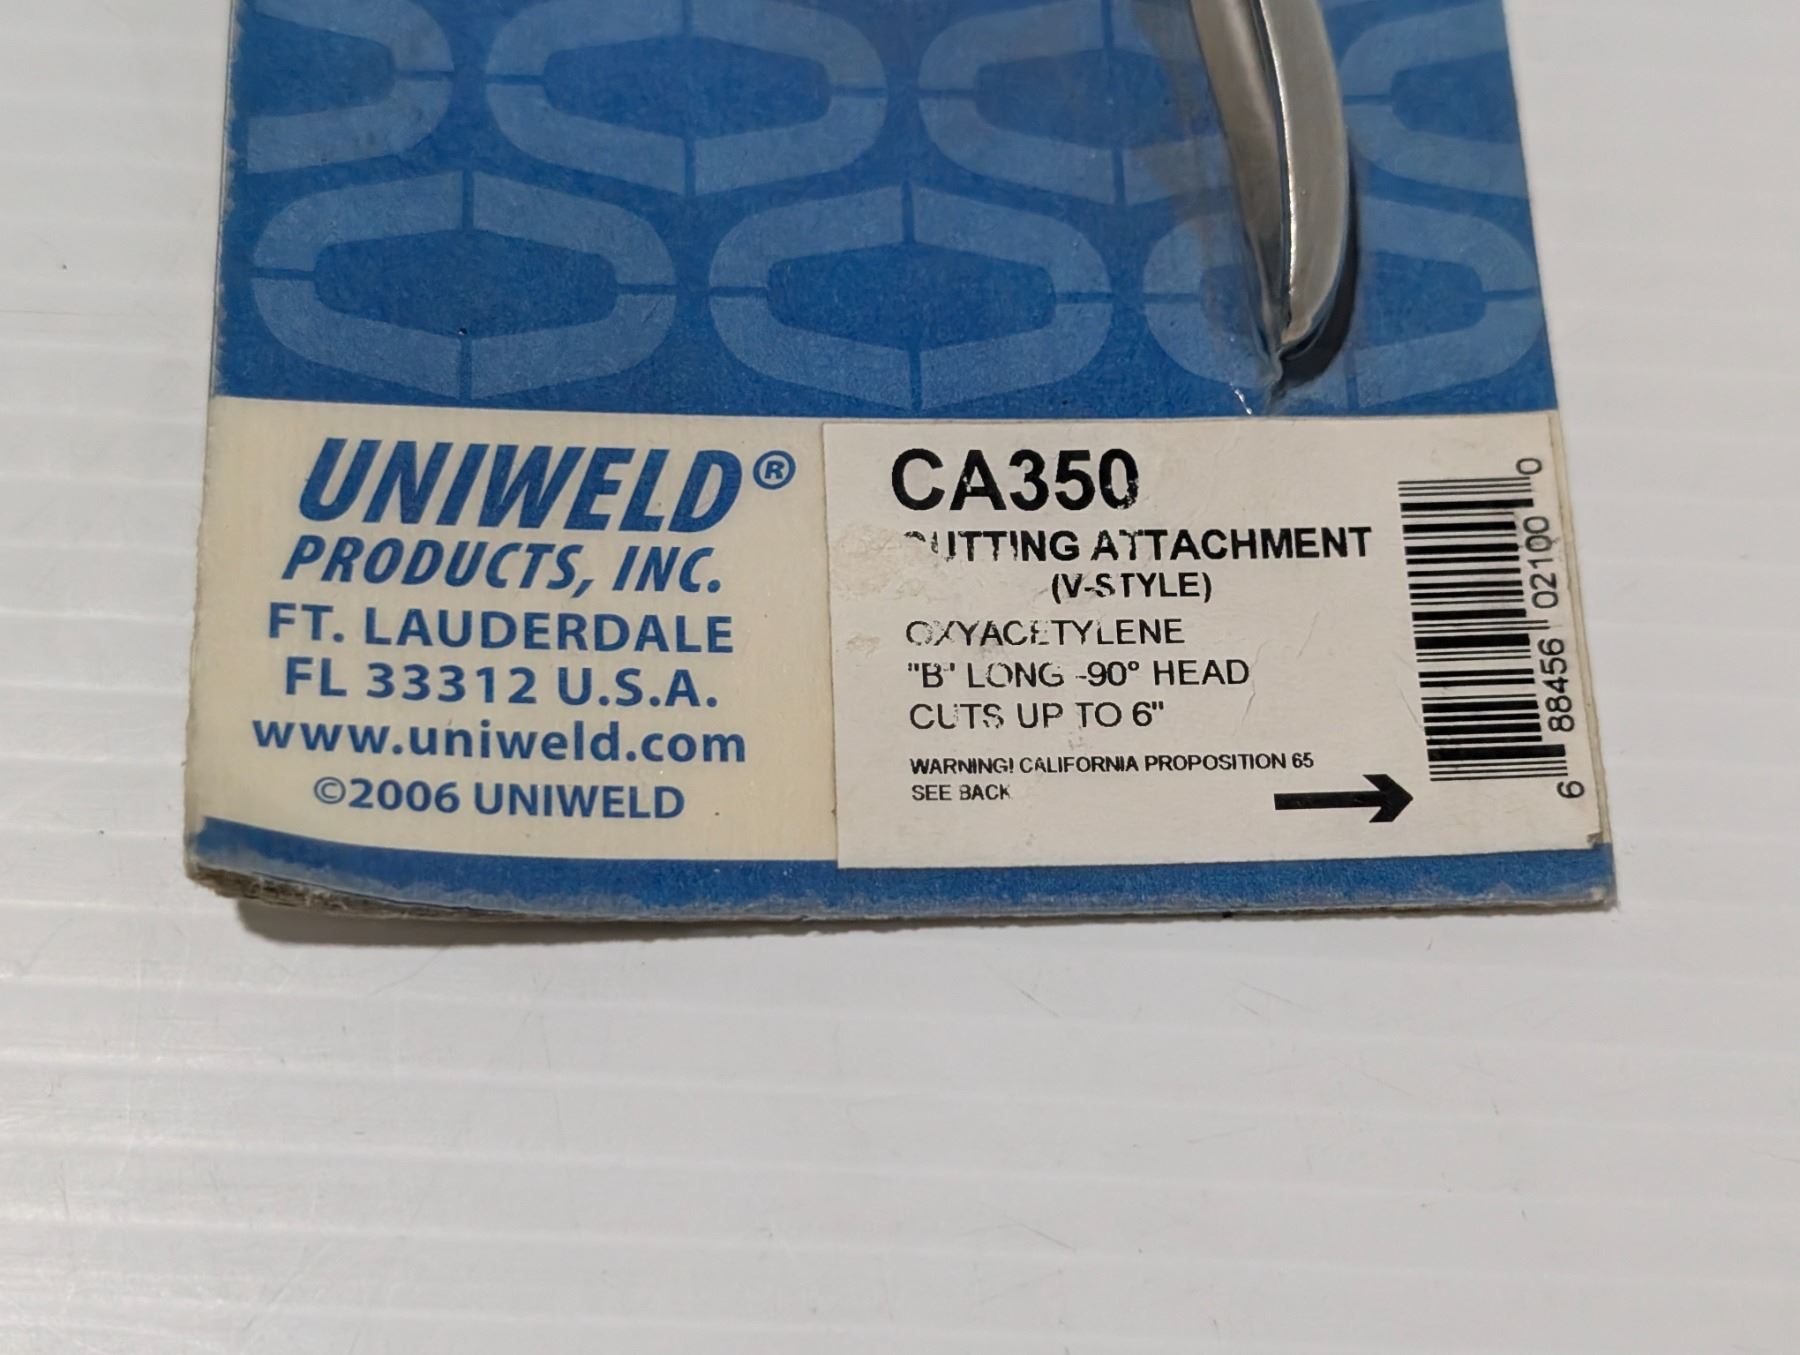 UNIWELD®
PRODUCTS, INC.
FT. LAUDERDALE
FL 33312 U.S.A.
www.uniweld.com
©2006 UNIWELD
CA350
CUTTING ATTACHMENT
(V-STYLE)
OXYACETYLENE
"B" LONG -90° HEAD
CUTS UP TO 6"
WARNING! CALIFORNIA PROPOSITION 65
SEE BACK
6 88456 02100 0